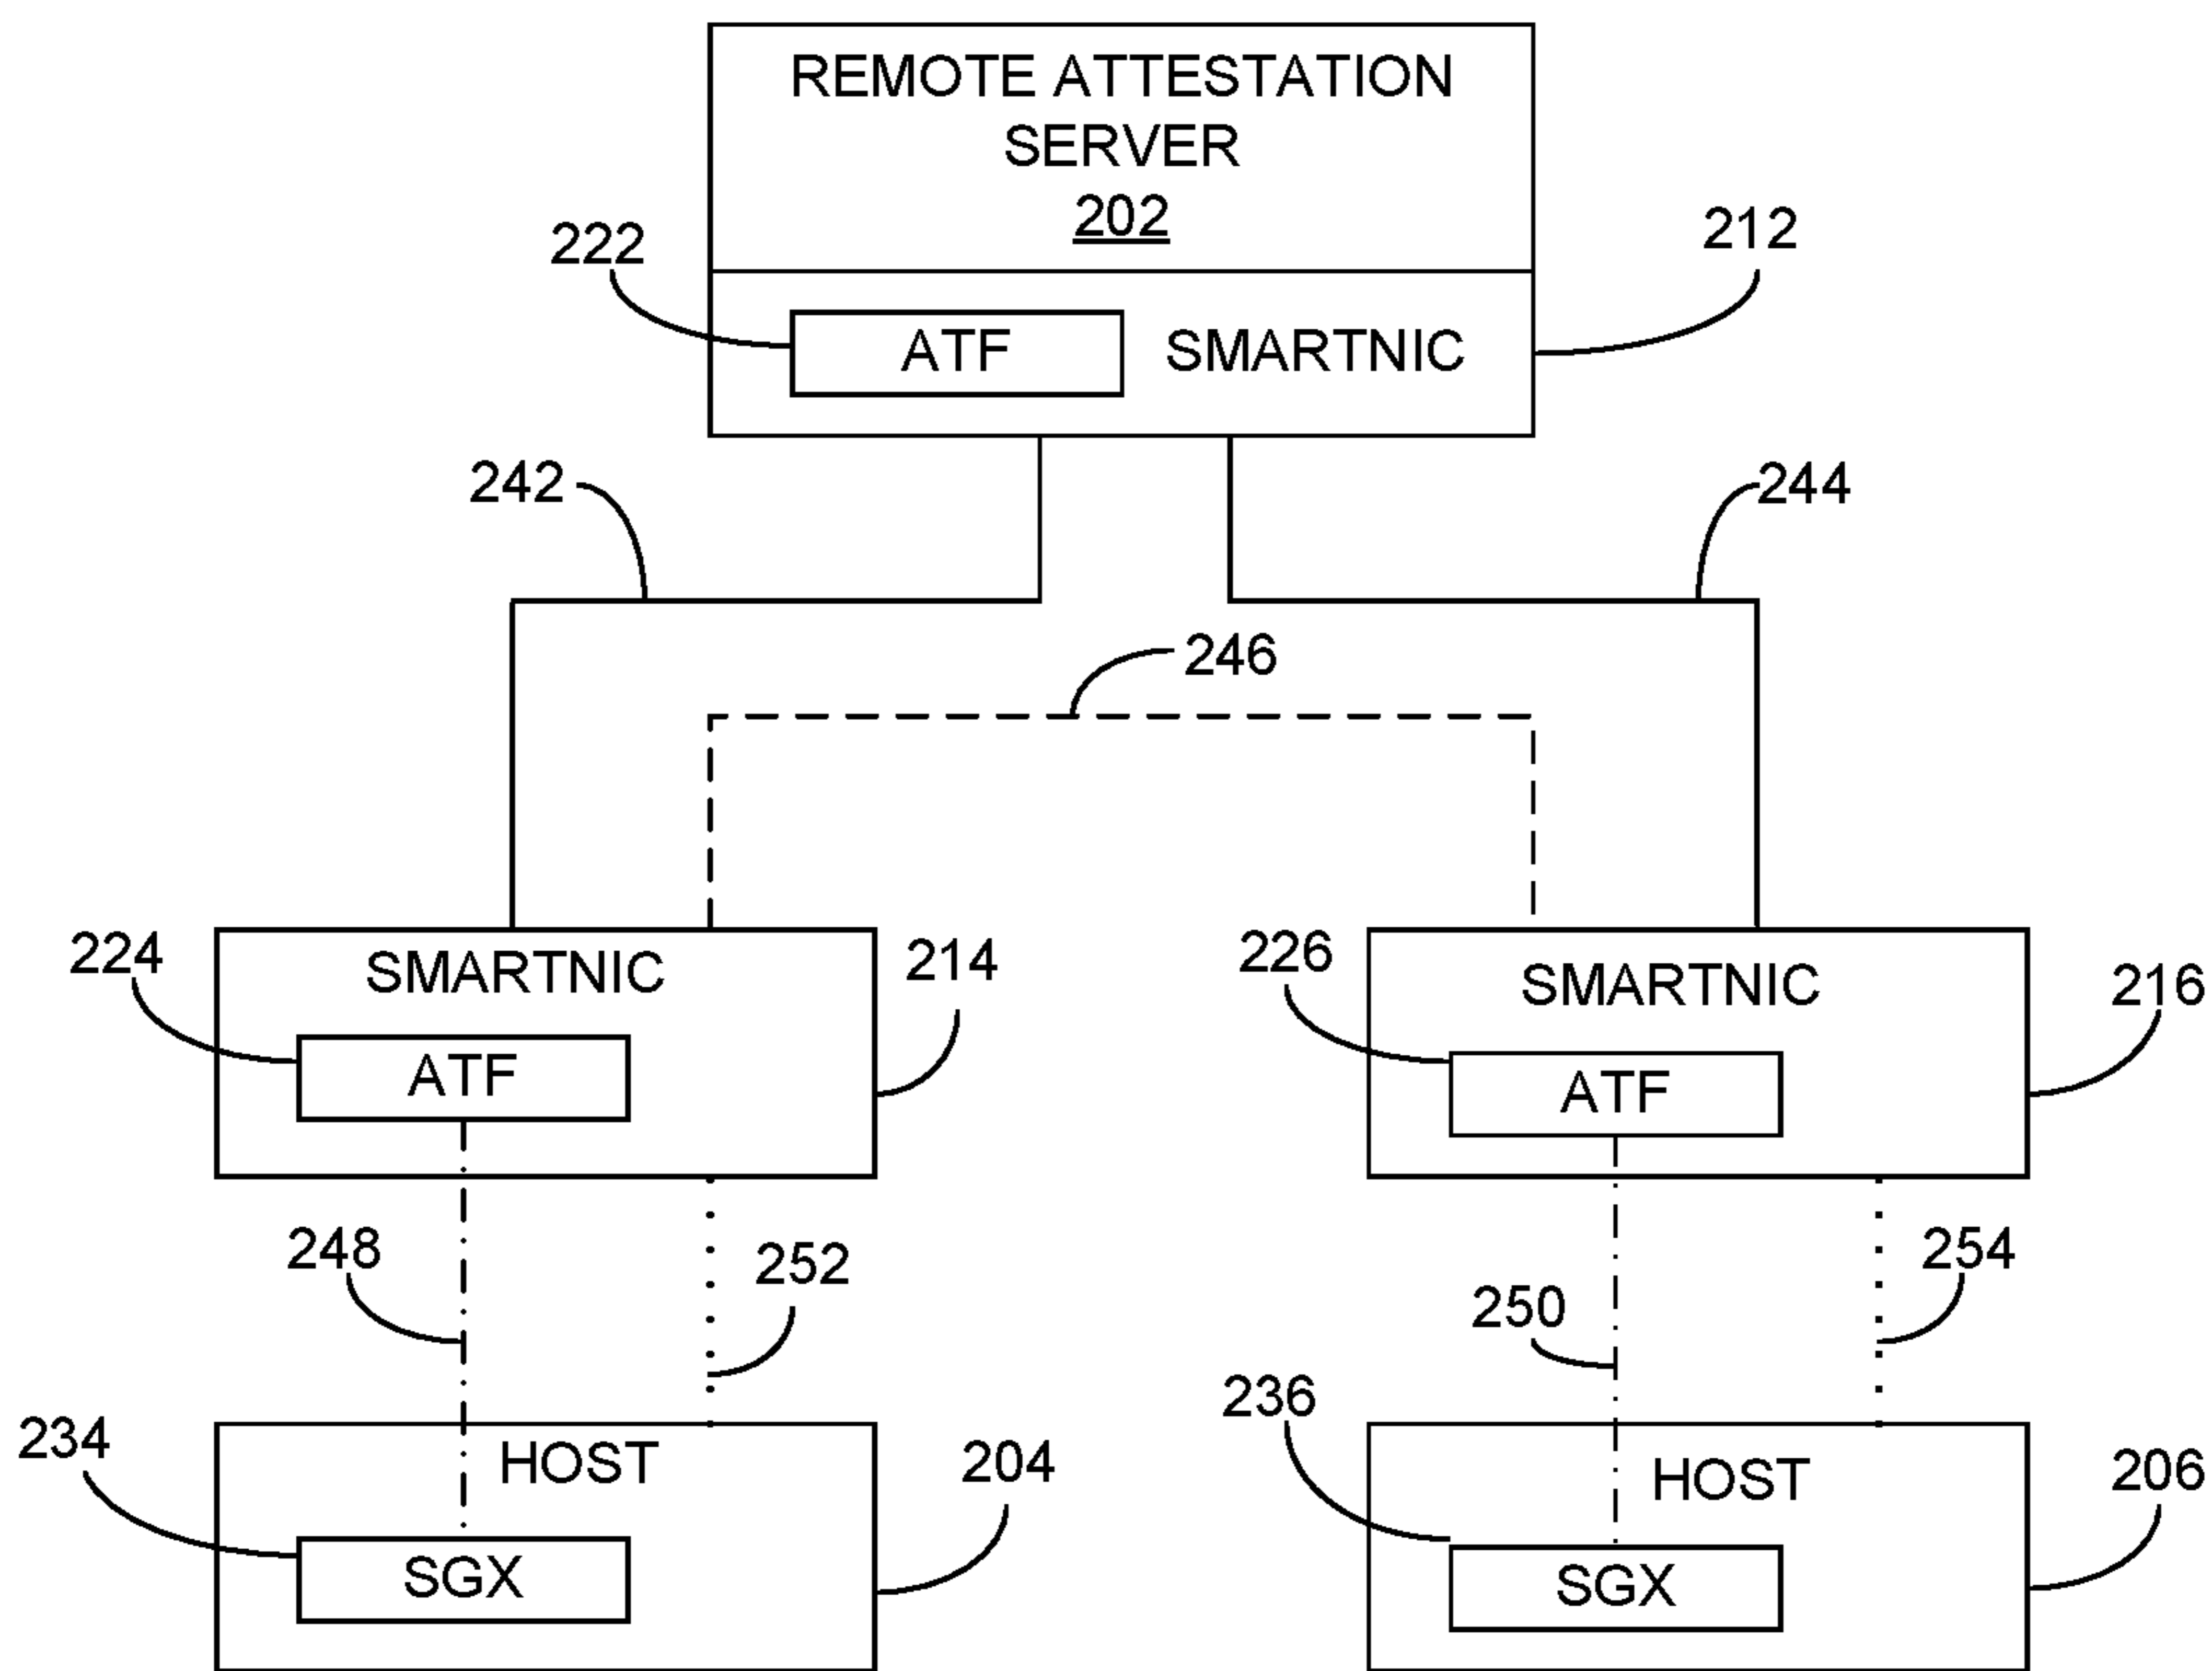 REMOTE ATTESTATION
SERVER
202
222
212
ATF
SMARTNIC
242
244
246
224
SMARTNIC
214
226
SMARTNIC
216
ATF
ATF
248
252
250
254
234
HOST
204
236
HOST
206
SGX
SGX